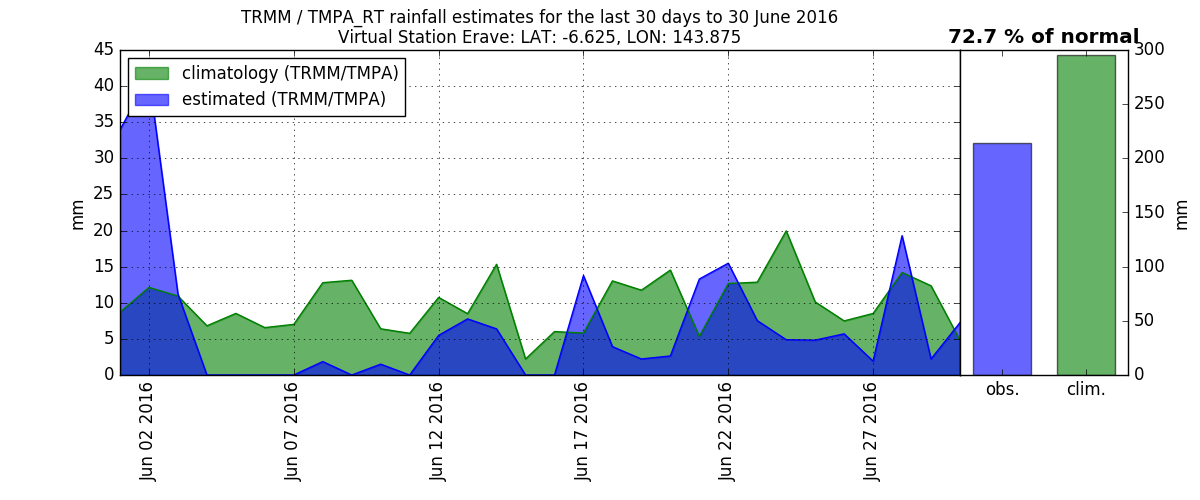 TRMM / TMPA_RT rainfall estimates for the last 30 days to 30 June 2016
Virtual Station Erave: LAT: -6.625, LON: 143.875
72.7 % of normal
climatology (TRMM/TMPA)
estimated (TRMM/TMPA)
mm
45
40
35
30
25
20
15
10
5
0
Jun 02 2016
Jun 07 2016
Jun 12 2016
Jun 17 2016
Jun 22 2016
Jun 27 2016
obs.
clim.
300
250
200
150
100
50
0
mm